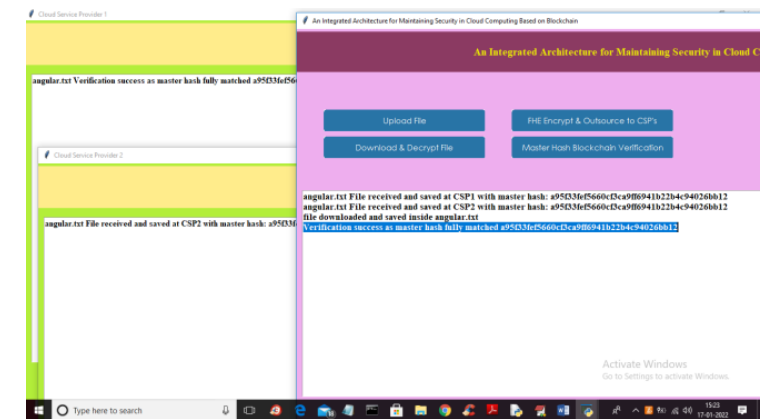 Cloud Service Provider 1
An Integrated Architecture for Maintaining Security in Cloud Computing Based on Blockchain
An Integrated Architecture for Maintaining Security in Cloud C
angular.txt Verification success as master hash fully matched a95f33fef56
Upload File
FHE Encrypt & Outsource to CSP's
Download & Decrypt File
Master Hash Blockchain Verification
Cloud Service Provider 2
angular.txt File received and saved at CSP2 with master hash: a95f33f
angular.txt File received and saved at CSP1 with master hash: a95f33fef5660cf3ca9ff6941b22b4c94026bb12
angular.txt File received and saved at CSP2 with master hash: a95f33fef5660cf3ca9ff6941b22b4c94026bb12
file downloaded and saved inside angular.txt
Verification success as master hash fully matched a95f33fef5660cf3ca9ff6941b22b4c94026bb12
Activate Windows
Go to Settings to activate Windows.
Type here to search
15:23
17-01-2022